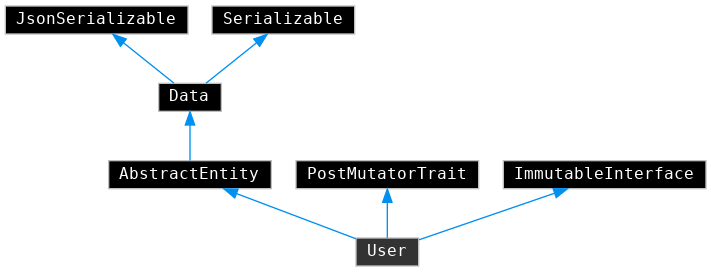 JsonSerializable
Serializable
Data
AbstractEntity
PostMutatorTrait
ImmutableInterface
User